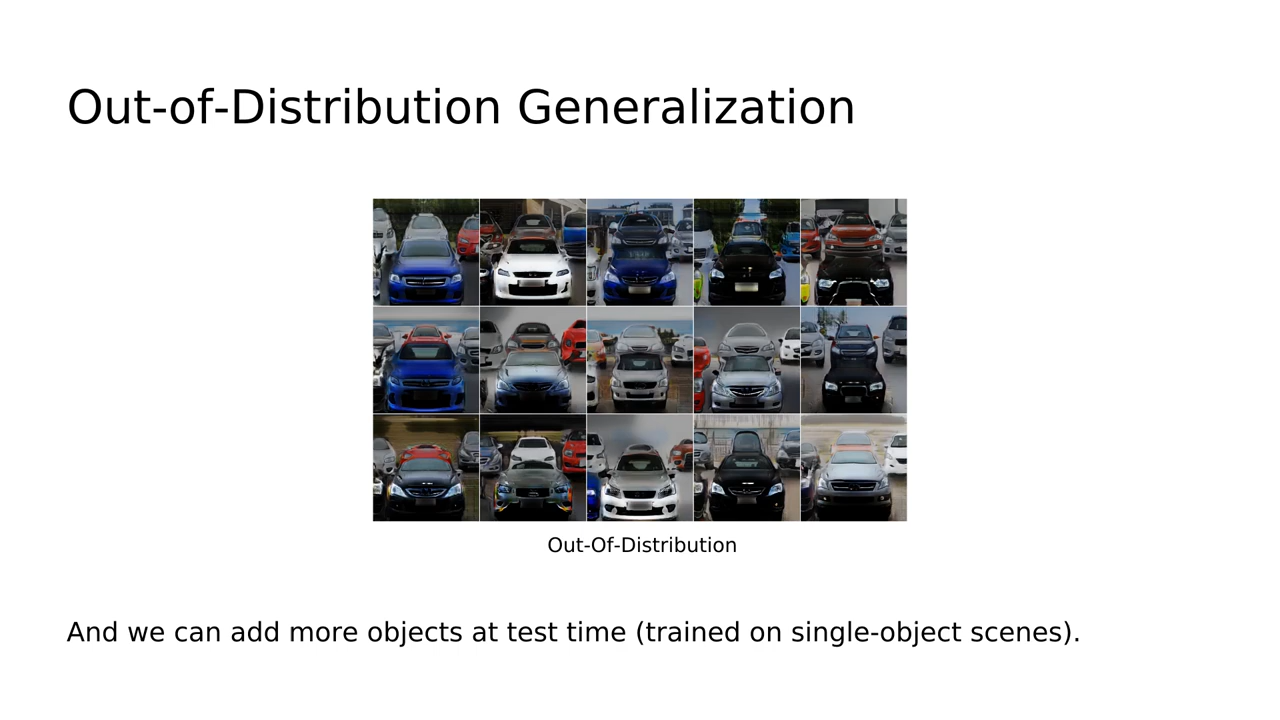 Out-of-Distribution Generalization
Out-Of-Distribution
And we can add more objects at test time (trained on single-object scenes).